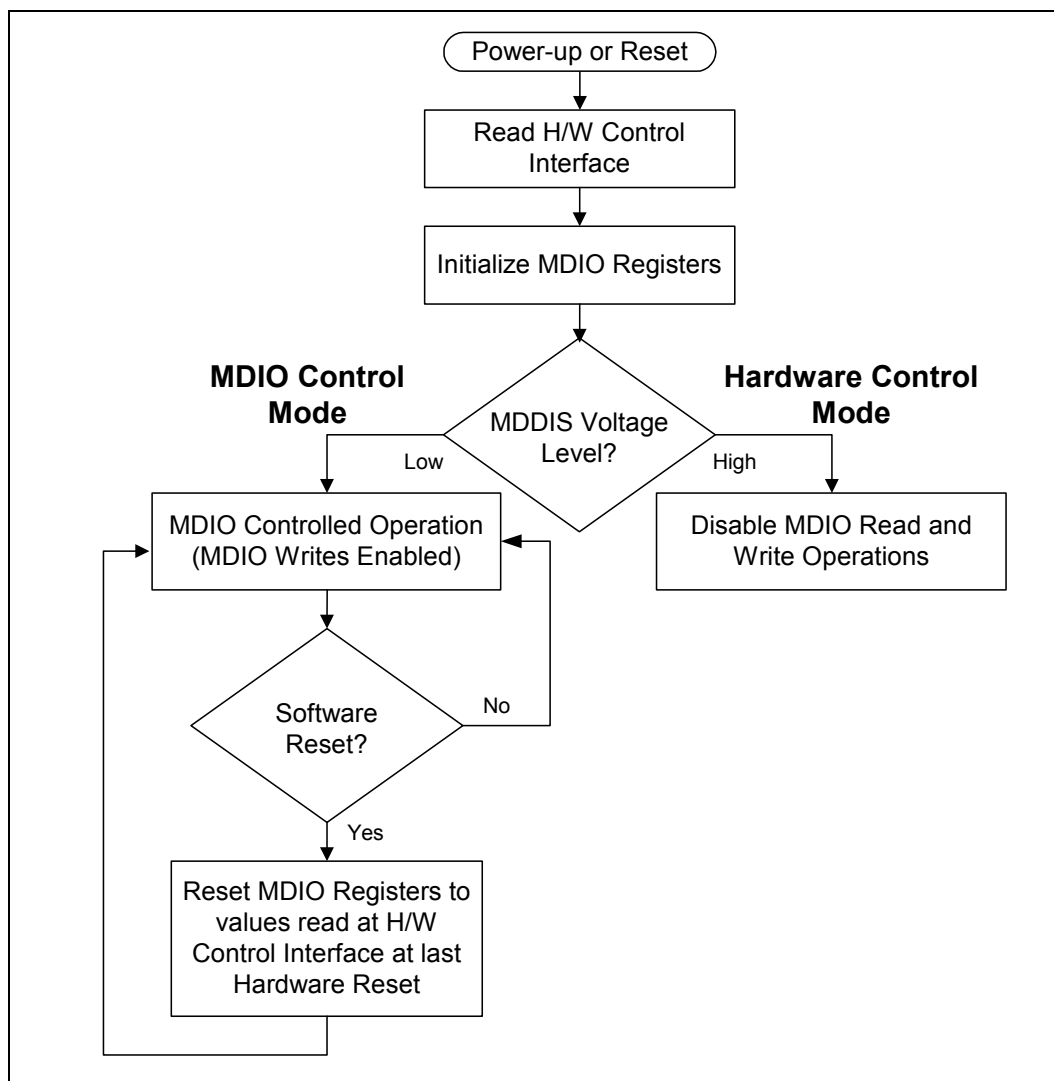 Power-up or Reset
Read H/W Control
Interface
Initialize MDIO Registers
MDIO Control
Mode
Hardware Control
Mode
MDDIS Voltage
Level?
Low
High
MDIO Controlled Operation
(MDIO Writes Enabled)
Disable MDIO Read and
Write Operations
Software
Reset?
No
Yes
Reset MDIO Registers to
values read at H/W
Control Interface at last
Hardware Reset